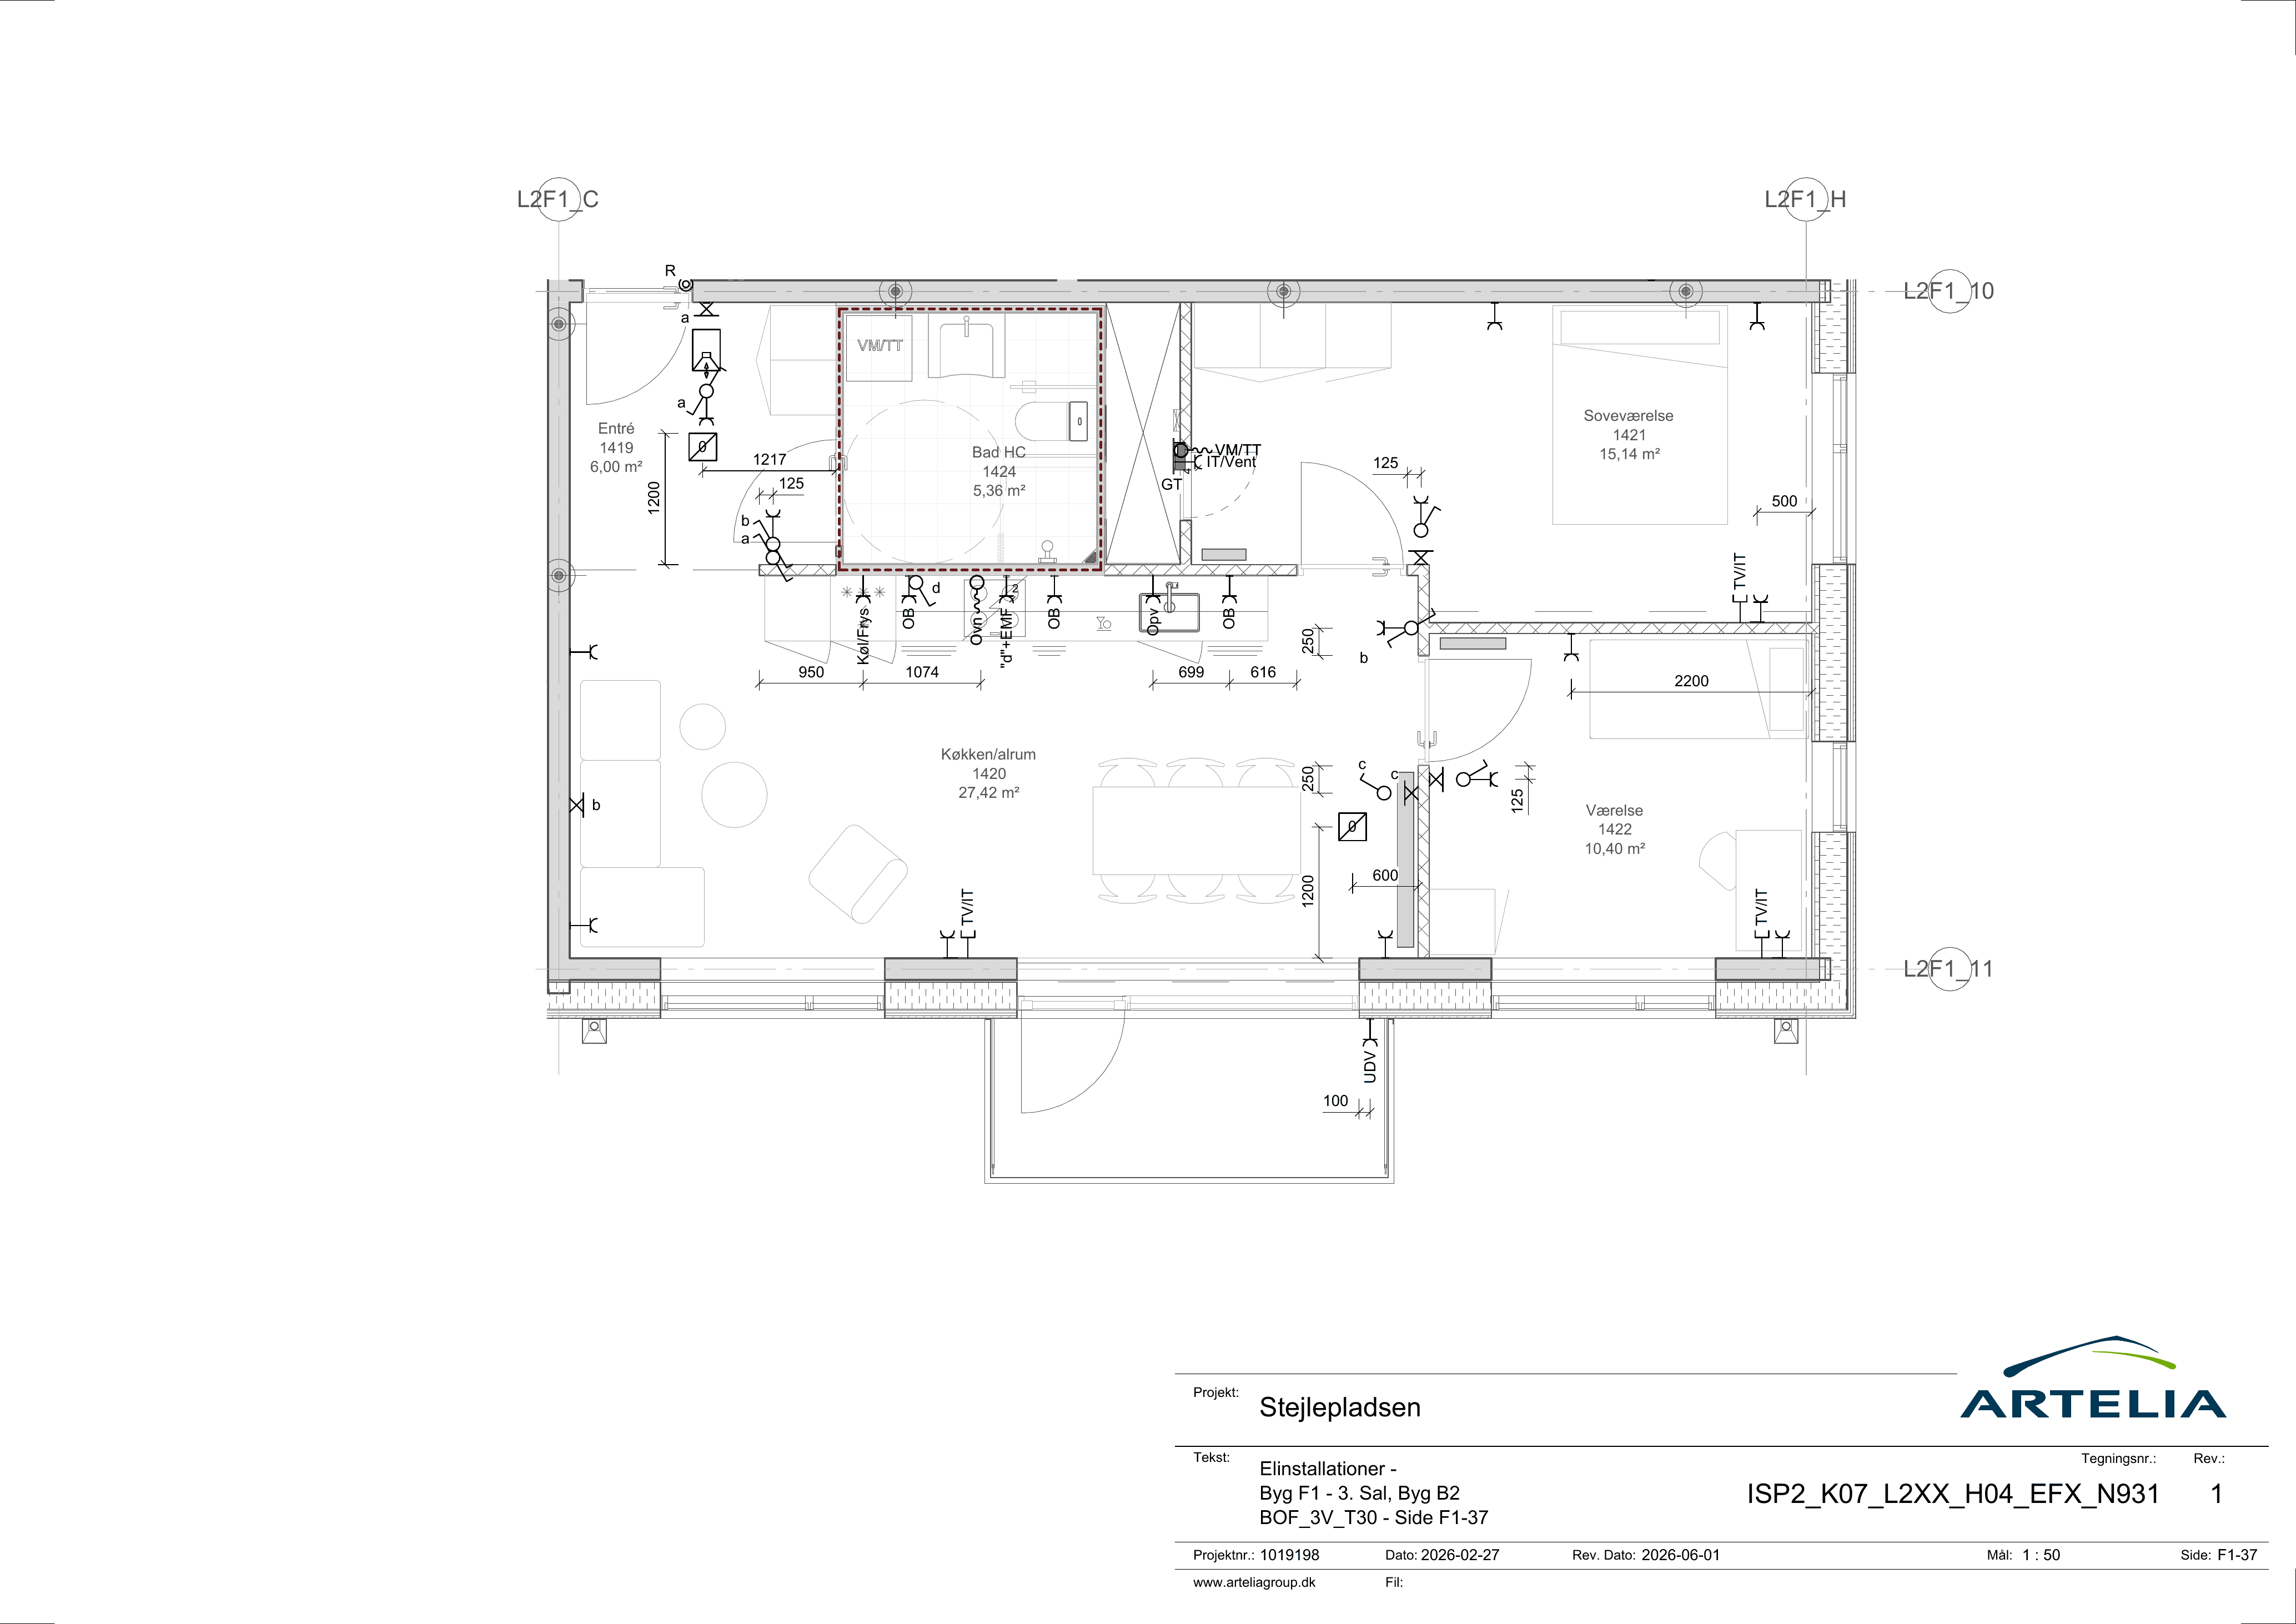 L2F1_C
L2F1_H
R
L2F1_10
a
VM/TT
a
Entré
1419
6,00 m²
Soveværelse
1421
15,14 m²
0
1217
Bad HC
1424
5,36 m²
VM/TT
IT/Vent
4
GT
125
125
1200
500
b
a
d
2
Køl/Frys
OB
Ovn
"d"+EMF
OB
Opv
OB
TV/IT
250
b
950
1074
699
616
2200
Køkken/alrum
1420
27,42 m²
c
c
250
125
b
Værelse
1422
10,40 m²
0
600
1200
TV/IT
TV/IT
L2F1_11
UDV
100
Projekt:
Stejlepladsen
ARTELIA
Tekst:
Elinstallationer -
Byg F1 - 3. Sal, Byg B2
BOF_3V_T30 - Side F1-37
Tegningsnr.:
Rev.:
ISP2_K07_L2XX_H04_EFX_N931
1
Projektnr.: 1019198
Dato: 2026-02-27
Rev. Dato: 2026-06-01
Mål: 1 : 50
Side: F1-37
www.arteliagroup.dk
Fil: